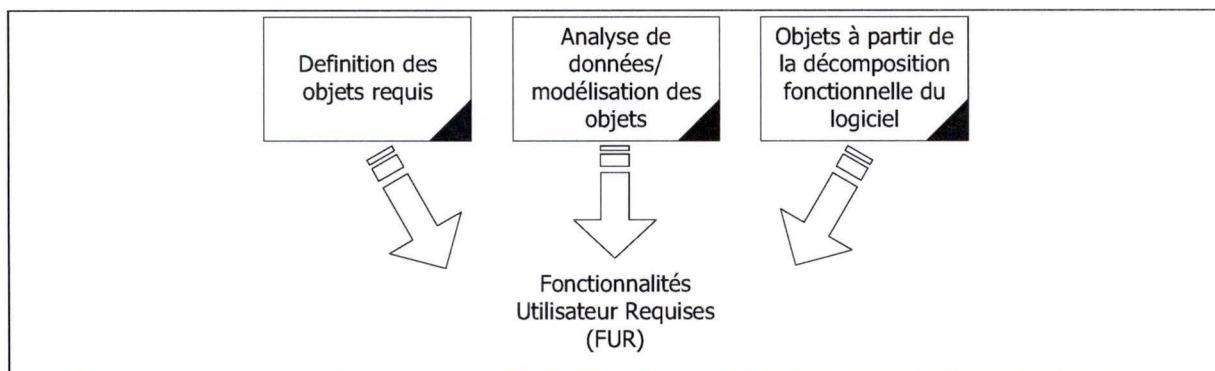 Definition des
objets requis
Analyse de
données/
modélisation des
objets
Objets à partir de
la décomposition
fonctionnelle du
logiciel
Fonctionnalités
Utilisateur Requises
(FUR)